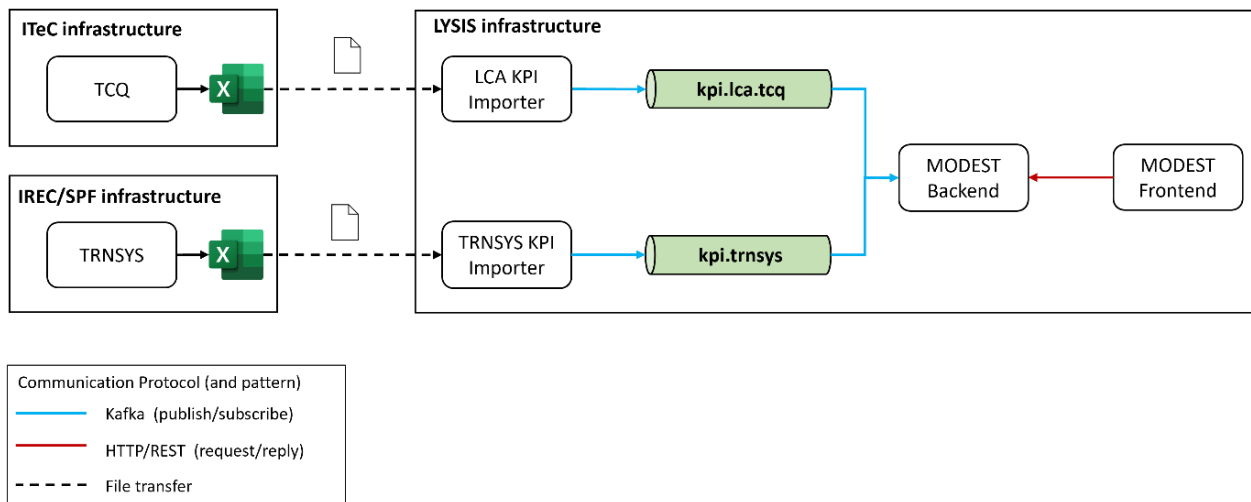 ITeC infrastructure
TCQ
X
LYSIS infrastructure
LCA KPI
Importer
kpi.lca.tcq
IREC/SPF infrastructure
TRNSYS
X
TRNSYS KPI
Importer
kpi.trnsys
MODEST
Backend
MODEST
Frontend
Communication Protocol (and pattern)
Kafka (publish/subscribe)
HTTP/REST (request/reply)
File transfer